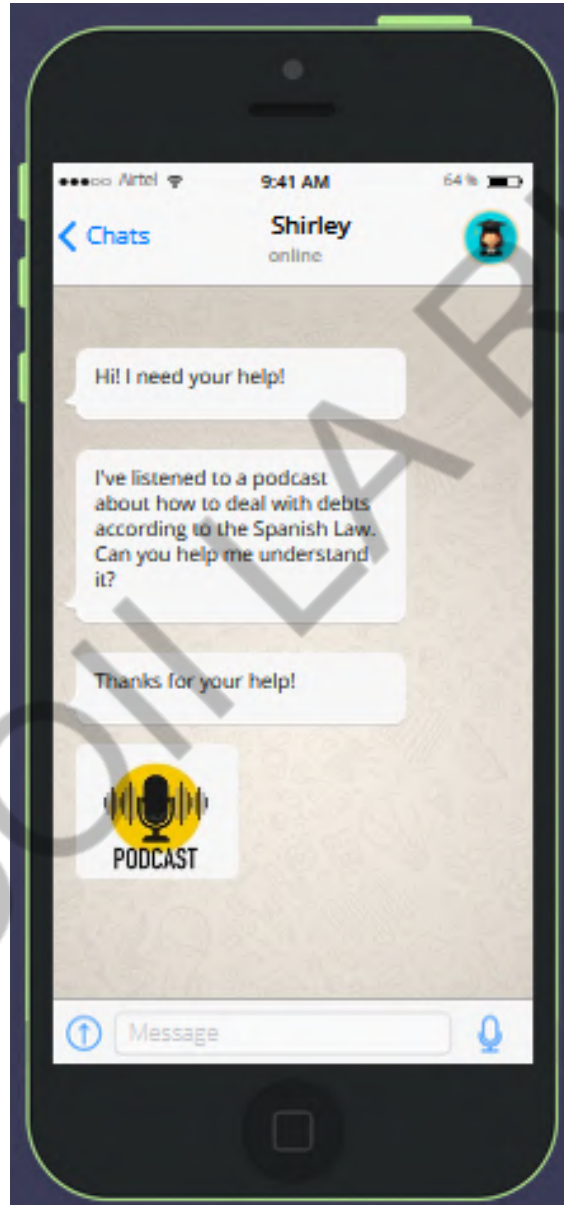 Airtel 9:41 AM 64%
Chats Shirley
online
Hi! I need your help!
I've listened to a podcast
about how to deal with debts
according to the Spanish Law.
Can you help me understand
it?
Thanks for your help!
PODCAST
Message
LA